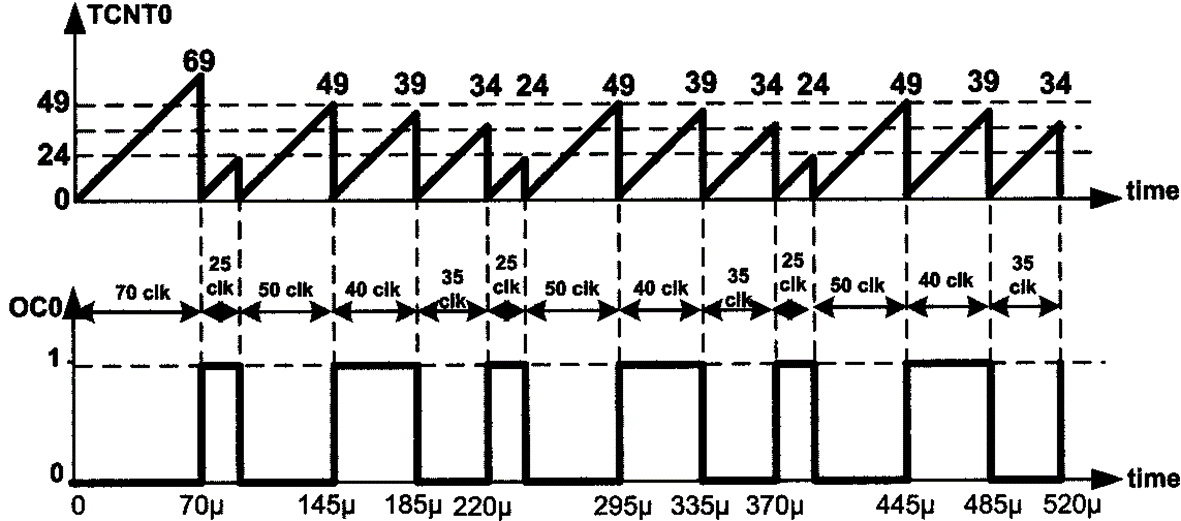 TCNT0
69
49 39 34 24 49 39 34 24 49 39 34
49
24
0
time
25 clk 35 clk 25 clk 35 clk 25 clk 35 clk
70 clk 50 clk 40 clk 50 clk 40 clk 50 clk 40 clk
OC0
1
0
time
0 70µ 145µ 185µ 220µ 295µ 335µ 370µ 445µ 485µ 520µ